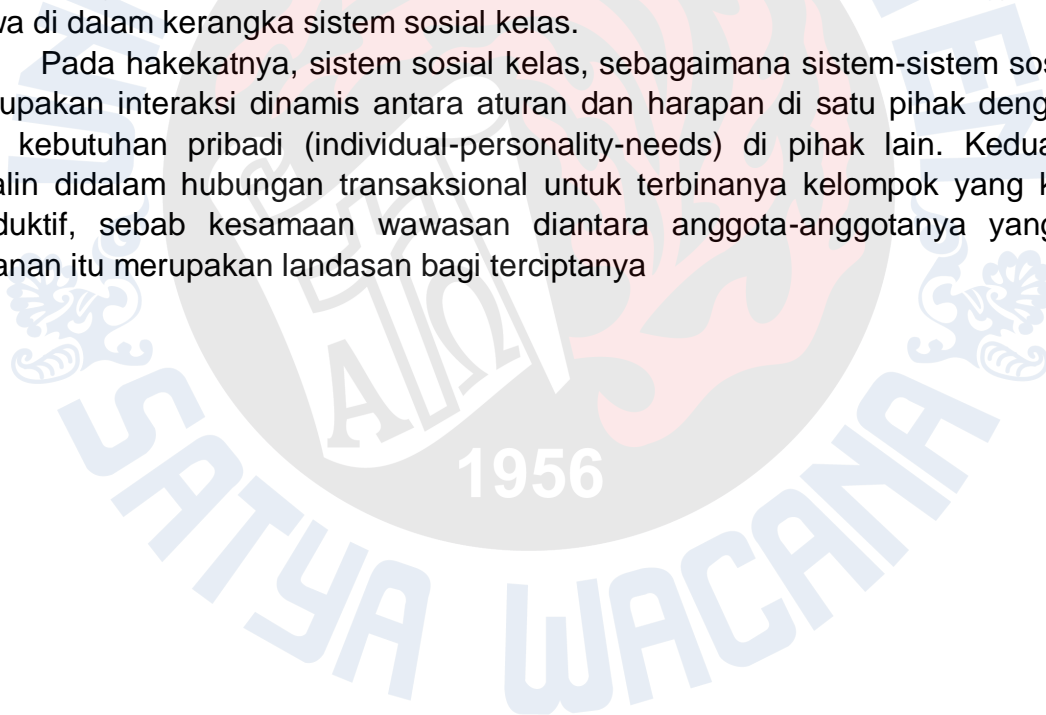 wa di dalam kerangka sistem sosial kelas.
Pada hakekatnya, sistem sosial kelas, sebagaimana sistem-sistem sos
upakan interaksi dinamis antara aturan dan harapan di satu pihak deng
kebutuhan pribadi (individual-personality-needs) di pihak lain. Kedua
alin didalam hubungan transaksional untuk terbinanya kelompok yang k
duktif, sebab kesamaan wawasan diantara anggota-anggotanya yang
anan itu merupakan landasan bagi terciptanya
ΑΩ
1956
SATYA WACANA